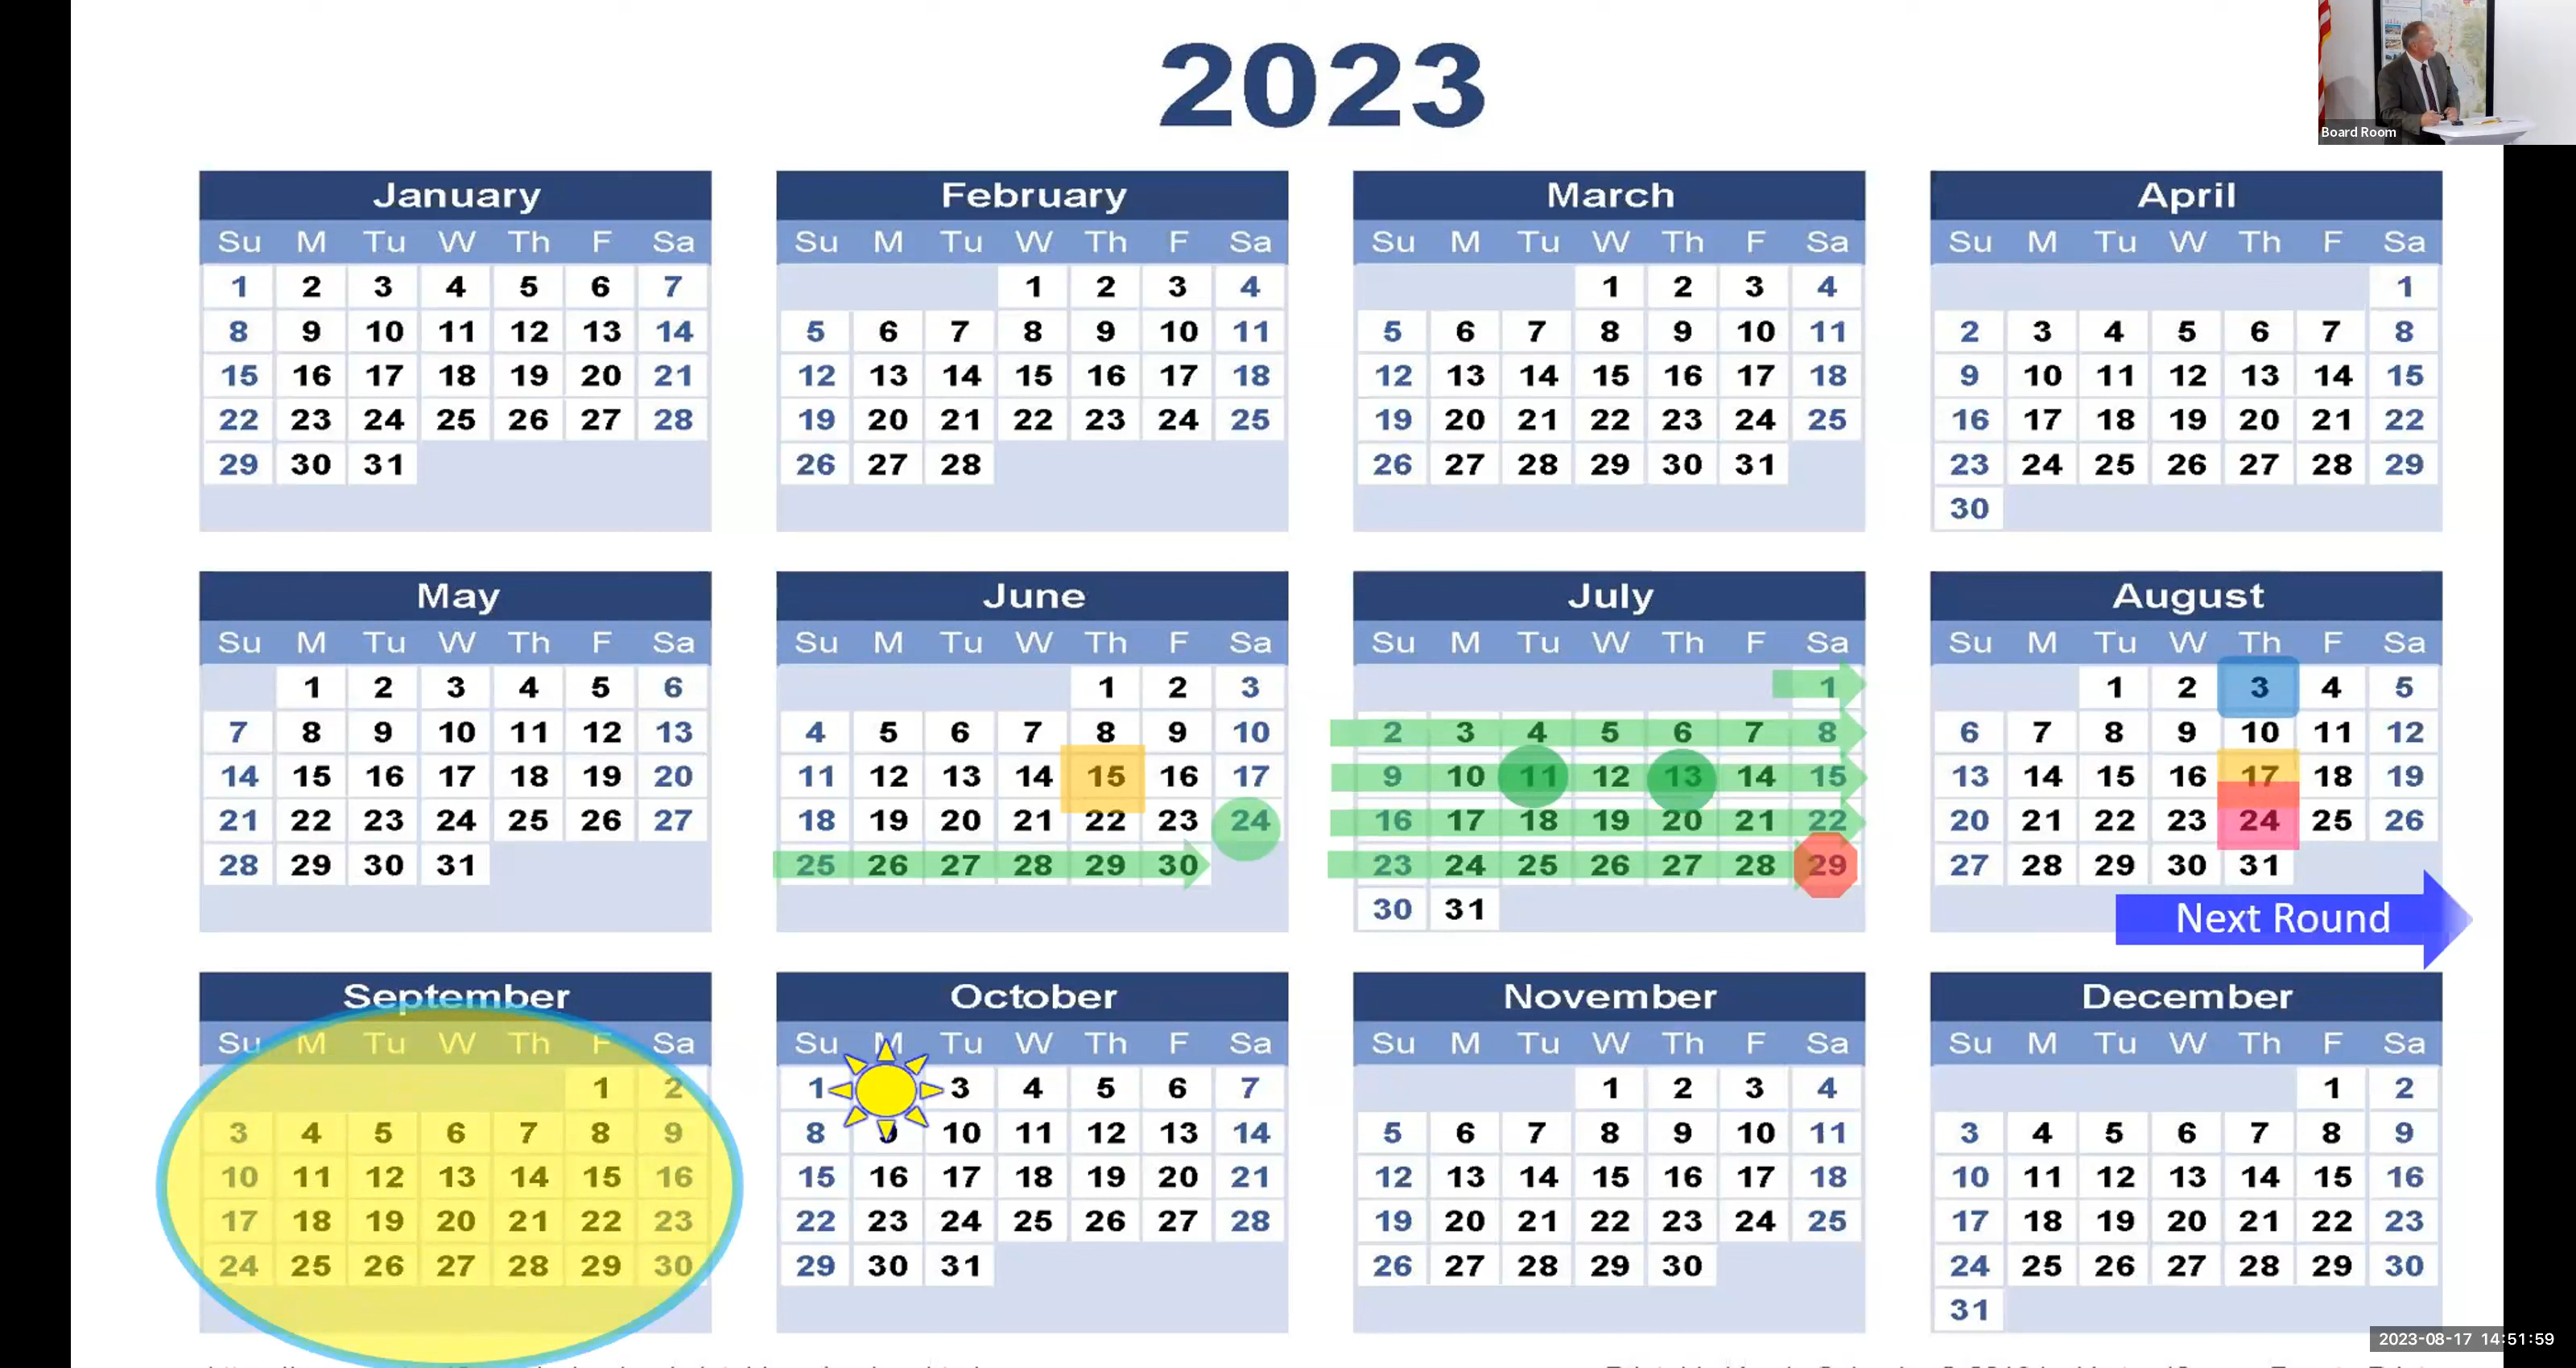 2023
Board Room
January February March April
Su M Tu W Th F Sa Su M Tu W Th F Sa Su M Tu W Th F Sa Su M Tu W Th F Sa
1 2 3 4 5 6 7 1 2 3 4 1 2 3 4 1
8 9 10 11 12 13 14 5 6 7 8 9 10 11 5 6 7 8 9 10 11 2 3 4 5 6 7 8
15 16 17 18 19 20 21 12 13 14 15 16 17 18 12 13 14 15 16 17 18 9 10 11 12 13 14 15
22 23 24 25 26 27 28 19 20 21 22 23 24 25 19 20 21 22 23 24 25 16 17 18 19 20 21 22
29 30 31 26 27 28 26 27 28 29 30 31 23 24 25 26 27 28 29
30
May June July August
Su M Tu W Th F Sa Su M Tu W Th F Sa Su M Tu W Th F Sa Su M Tu W Th F Sa
1 2 3 4 5 6 1 2 3 1 1 2 3 4 5
7 8 9 10 11 12 13 4 5 6 7 8 9 10 2 3 4 5 6 7 8 6 7 8 9 10 11 12
14 15 16 17 18 19 20 11 12 13 14 15 16 17 9 10 11 12 13 14 15 13 14 15 16 17 18 19
21 22 23 24 25 26 27 18 19 20 21 22 23 24 16 17 18 19 20 21 22 20 21 22 23 24 25 26
28 29 30 31 25 26 27 28 29 30 23 24 25 26 27 28 29 27 28 29 30 31
30 31 Next Round
September October November December
Su M Tu W Th F Sa Su M Tu W Th F Sa Su M Tu W Th F Sa Su M Tu W Th F Sa
1 2 1 3 4 5 6 7 1 2 3 4 1 2
3 4 5 6 7 8 9 8 9 10 11 12 13 14 5 6 7 8 9 10 11 3 4 5 6 7 8 9
10 11 12 13 14 15 16 15 16 17 18 19 20 21 12 13 14 15 16 17 18 10 11 12 13 14 15 16
17 18 19 20 21 22 23 22 23 24 25 26 27 28 19 20 21 22 23 24 25 17 18 19 20 21 22 23
24 25 26 27 28 29 30 29 30 31 26 27 28 29 30 24 25 26 27 28 29 30
31
2023-08-17 14:51:59